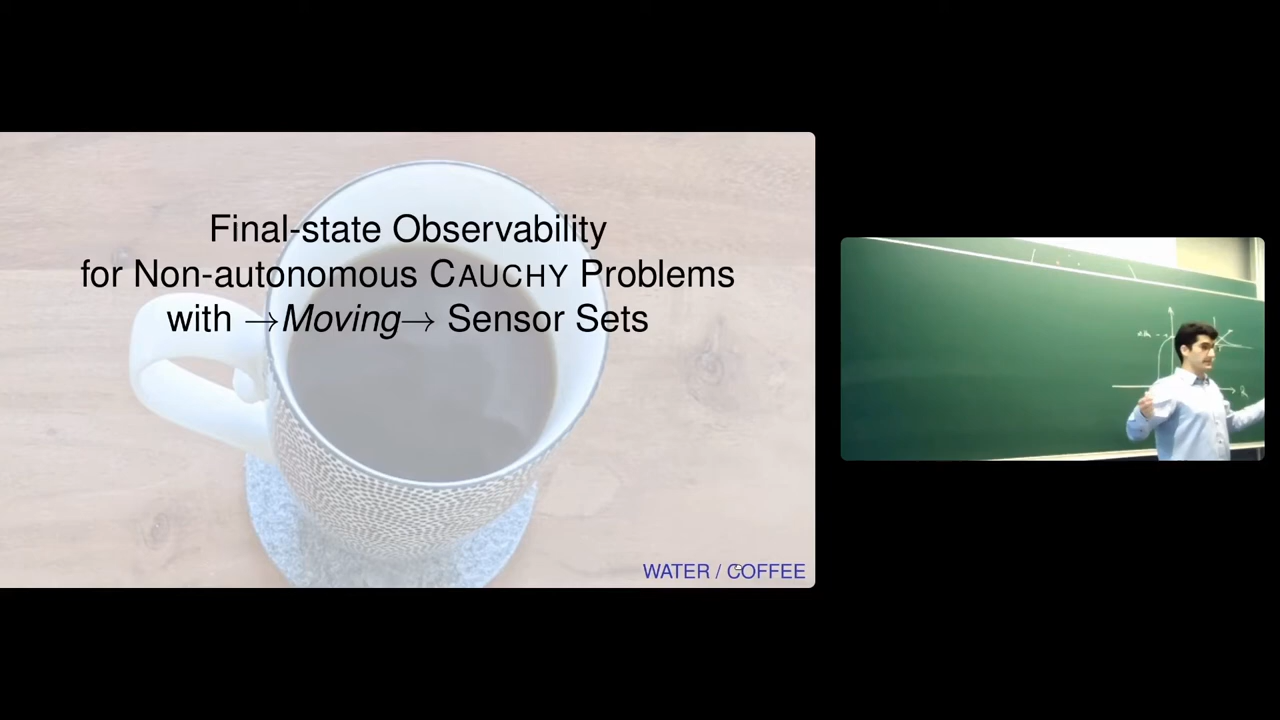 Final-state Observability
for Non-autonomous CAUCHY Problems
with →Moving→ Sensor Sets
WATER / COFFEE